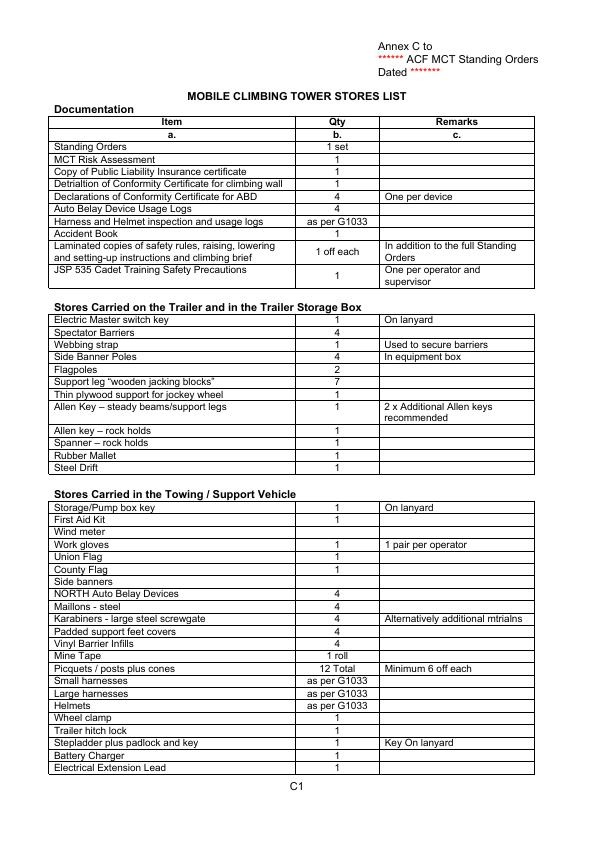 Annex C to
****** ACF MCT Standing Orders
Dated *******
MOBILE CLIMBING TOWER STORES LIST
Documentation
Item Qty Remarks
a. b. c.
Standing Orders 1 set
MCT Risk Assessment 1
Copy of Public Liability Insurance certificate 1
Detrialtion of Conformity Certificate for climbing wall 1
Declarations of Conformity Certificate for ABD 4 One per device
Auto Belay Device Usage Logs 4
Harness and Helmet inspection and usage logs as per G1033
Accident Book 1
Laminated copies of safety rules, raising, lowering
and setting-up instructions and climbing brief 1 off each In addition to the full Standing
Orders
JSP 535 Cadet Training Safety Precautions 1 One per operator and
supervisor
Stores Carried on the Trailer and in the Trailer Storage Box
Electric Master switch key 1 On lanyard
Spectator Barriers 4
Webbing strap 1 Used to secure barriers
Side Banner Poles 4 In equipment box
Flagpoles 2
Support leg “wooden jacking blocks” 7
Thin plywood support for jockey wheel 1
Allen Key – steady beams/support legs 1 2 x Additional Allen keys
recommended
Allen key – rock holds 1
Spanner – rock holds 1
Rubber Mallet 1
Steel Drift 1
Stores Carried in the Towing / Support Vehicle
Storage/Pump box key 1 On lanyard
First Aid Kit 1
Wind meter
Work gloves 1 1 pair per operator
Union Flag 1
County Flag 1
Side banners
NORTH Auto Belay Devices 4
Maillons - steel 4
Karabiners - large steel screwgate 4 Alternatively additional mtrialns
Padded support feet covers 4
Vinyl Barrier Infills 4
Mine Tape 1 roll
Picquets / posts plus cones 12 Total Minimum 6 off each
Small harnesses as per G1033
Large harnesses as per G1033
Helmets as per G1033
Wheel clamp 1
Trailer hitch lock 1
Stepladder plus padlock and key 1 Key On lanyard
Battery Charger 1
Electrical Extension Lead 1
C1